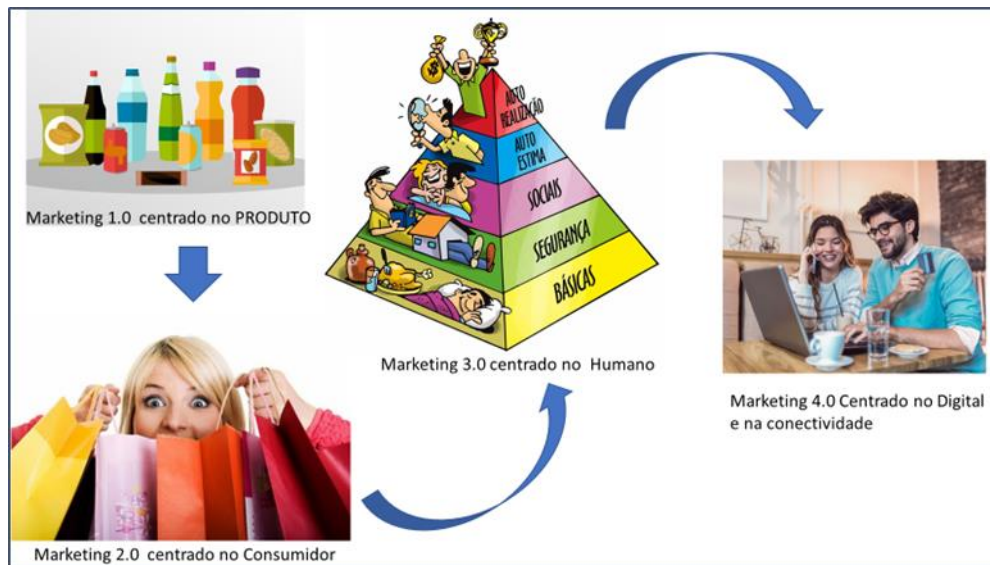 Marketing 1.0 centrado no PRODUTO
Marketing 2.0 centrado no Consumidor
AUTO
REALIZAÇÃO
AUTO
ESTIMA
SOCIAIS
SEGURANÇA
BÁSICAS
Marketing 3.0 centrado no Humano
Marketing 4.0 Centrado no Digital
e na conectividade